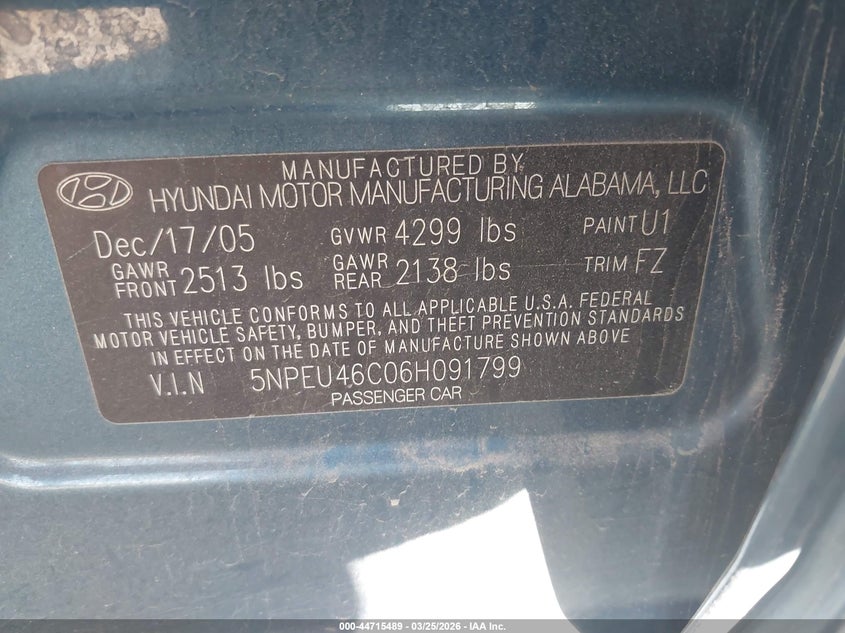 MANUFACTURED BY
HYUNDAI MOTOR MANUFACTURING ALABAMA, LLC
Dec/17/05 GVWR 4299 lbs PAINT U1
GAWR FRONT 2513 lbs GAWR REAR 2138 lbs TRIM FZ
THIS VEHICLE CONFORMS TO ALL APPLICABLE U.S.A. FEDERAL
MOTOR VEHICLE SAFETY, BUMPER, AND THEFT PREVENTION STANDARDS
IN EFFECT ON THE DATE OF MANUFACTURE SHOWN ABOVE
V.I.N 5NPEU46C06H091799
PASSENGER CAR
000-44715489 | 03/25/2026 - IAA Inc.